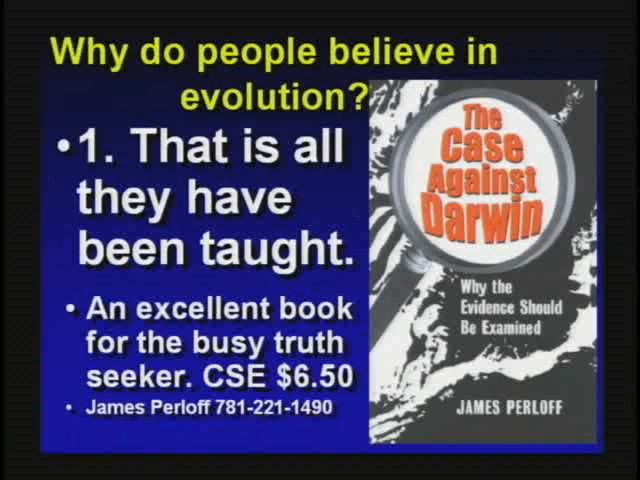 Why do people believe in
evolution?
•1. That is all
they have
been taught.
• An excellent book
for the busy truth
seeker. CSE $6.50
• James Perloff 781-221-1490
The
Case
Against
Darwin
Why the
Evidence Should
Be Examined
JAMES PERLOFF